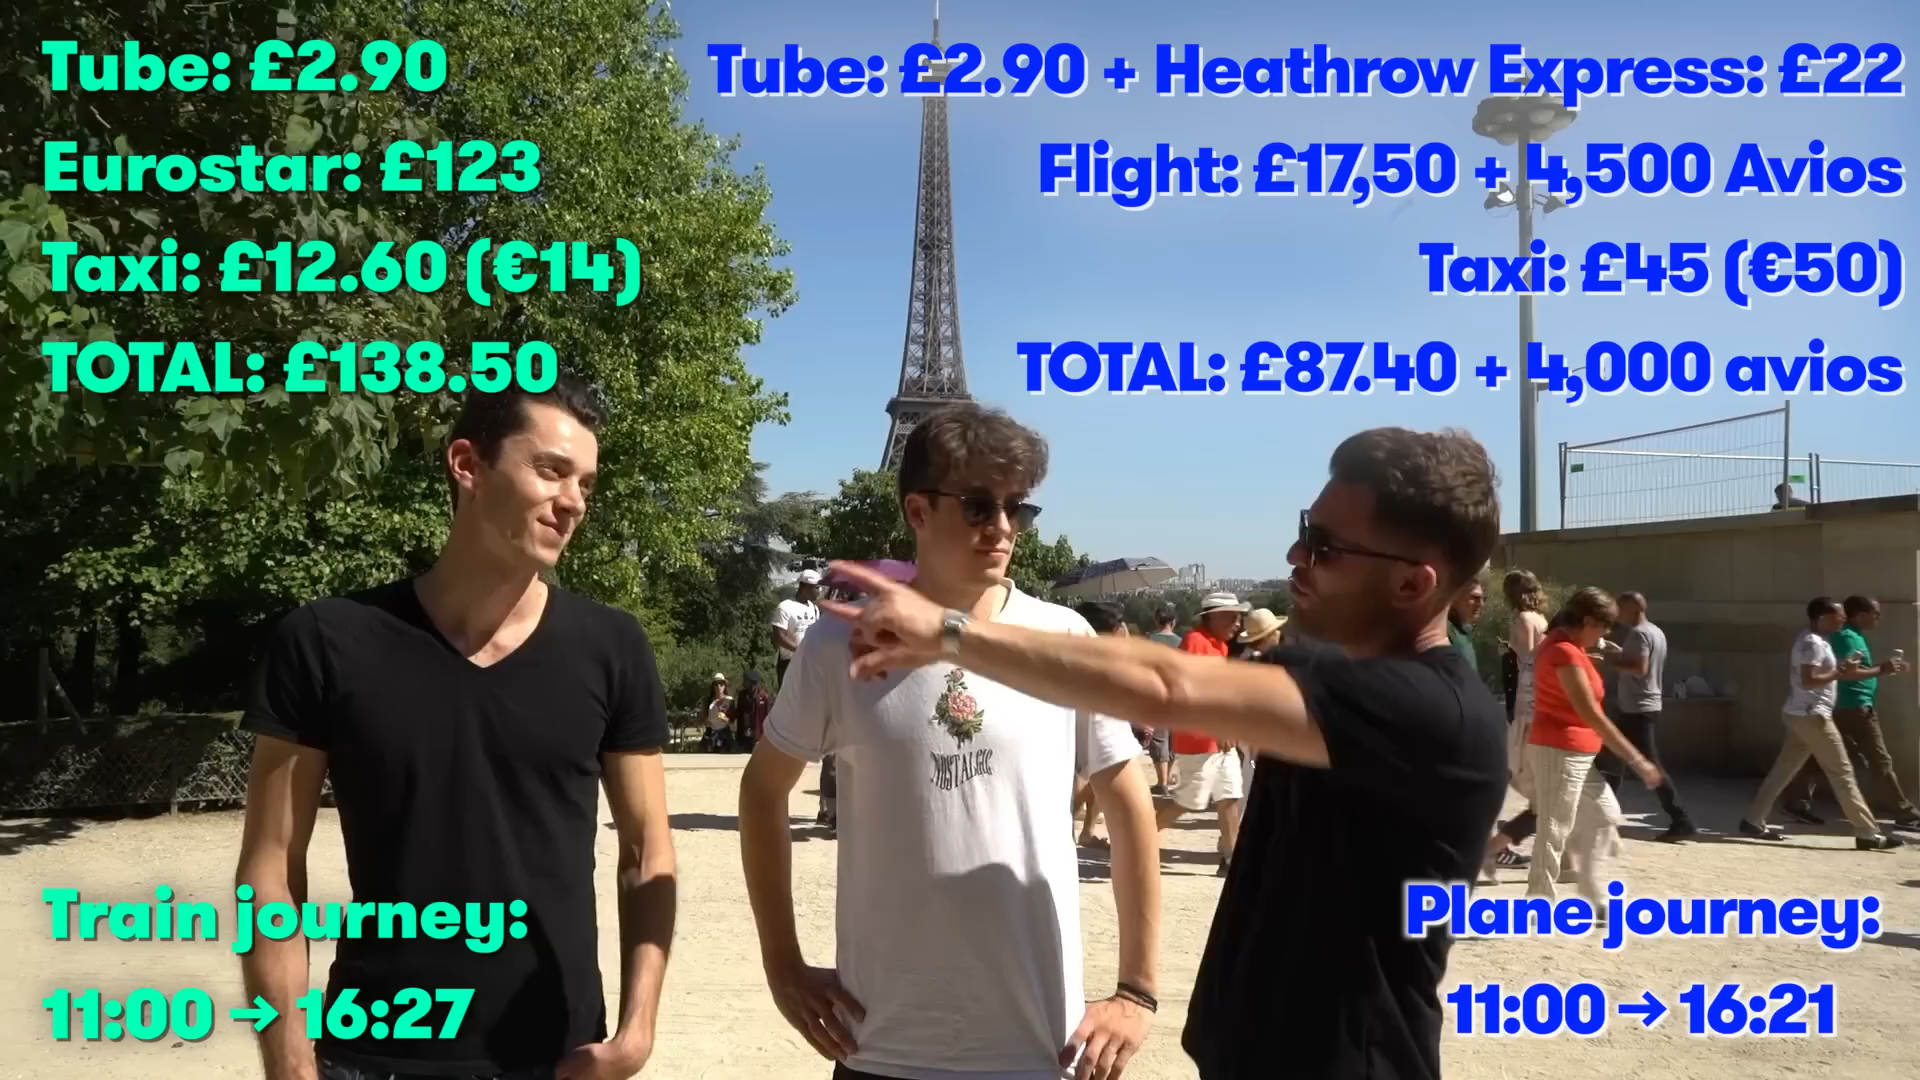 Tube: £2.90
Eurostar: £123
Taxi: £12.60 (€14)
TOTAL: £138.50
Tube: £2.90 + Heathrow Express: £22
Flight: £17,50 + 4,500 Avios
Taxi: £45 (€50)
TOTAL: £87.40 + 4,000 avios
NOSTALGIC
Train journey:
11:00 → 16:27
Plane journey:
11:00 → 16:21